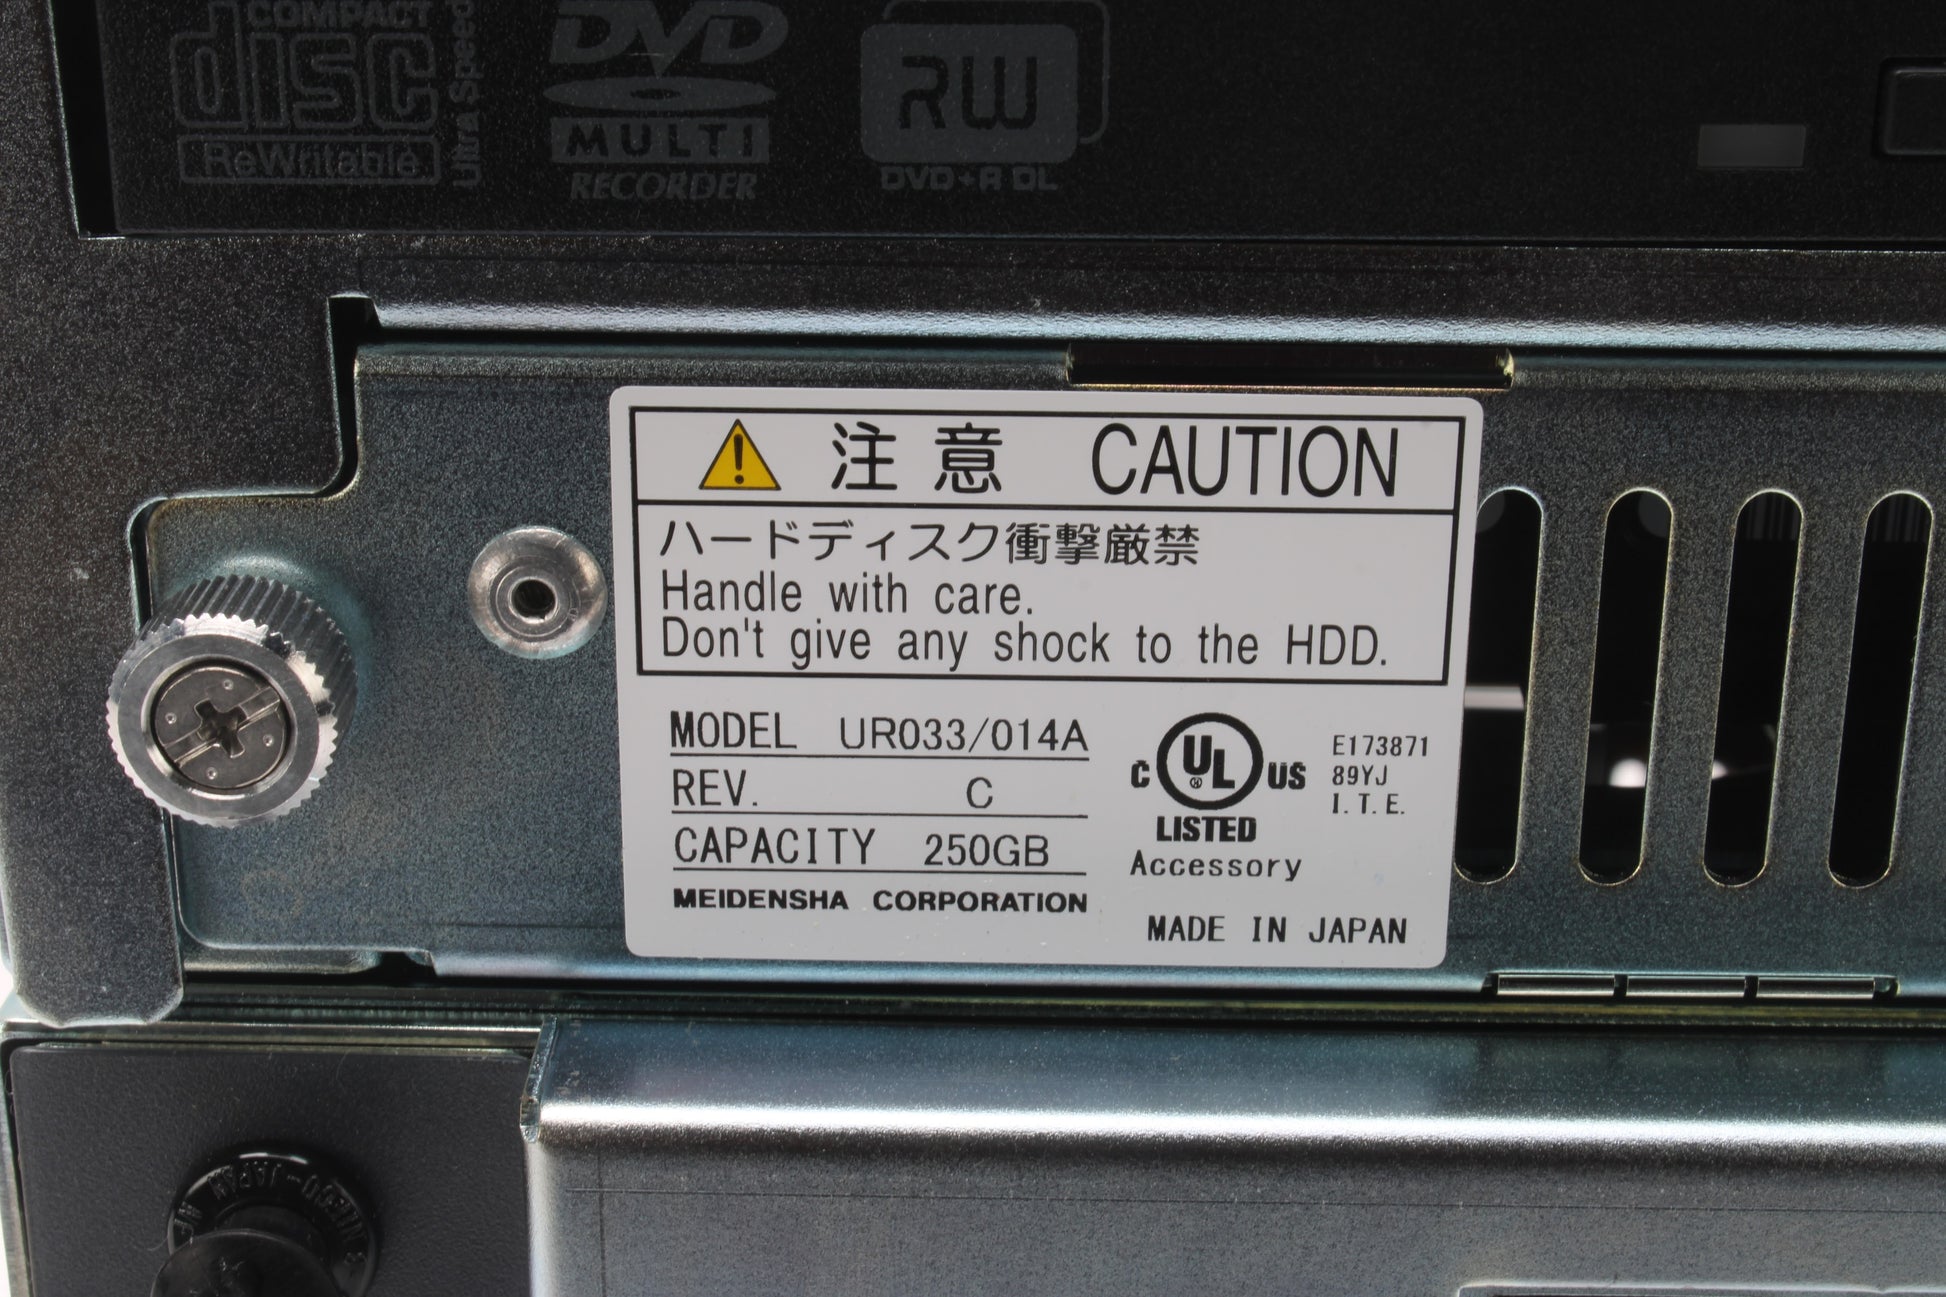 COMPACT
disc
ReWritable
Ultra Speed
DVD
MULTI
RECORDER
RW
DVD+R DL
注意 CAUTION
ハードディスク衝撃厳禁
Handle with care.
Don't give any shock to the HDD.
MODEL UR033/014A
REV. C
CAPACITY 250GB
MEIDENSHA CORPORATION
C UL US
LISTED
Accessory
E173871
89YJ
I.T.E.
MADE IN JAPAN